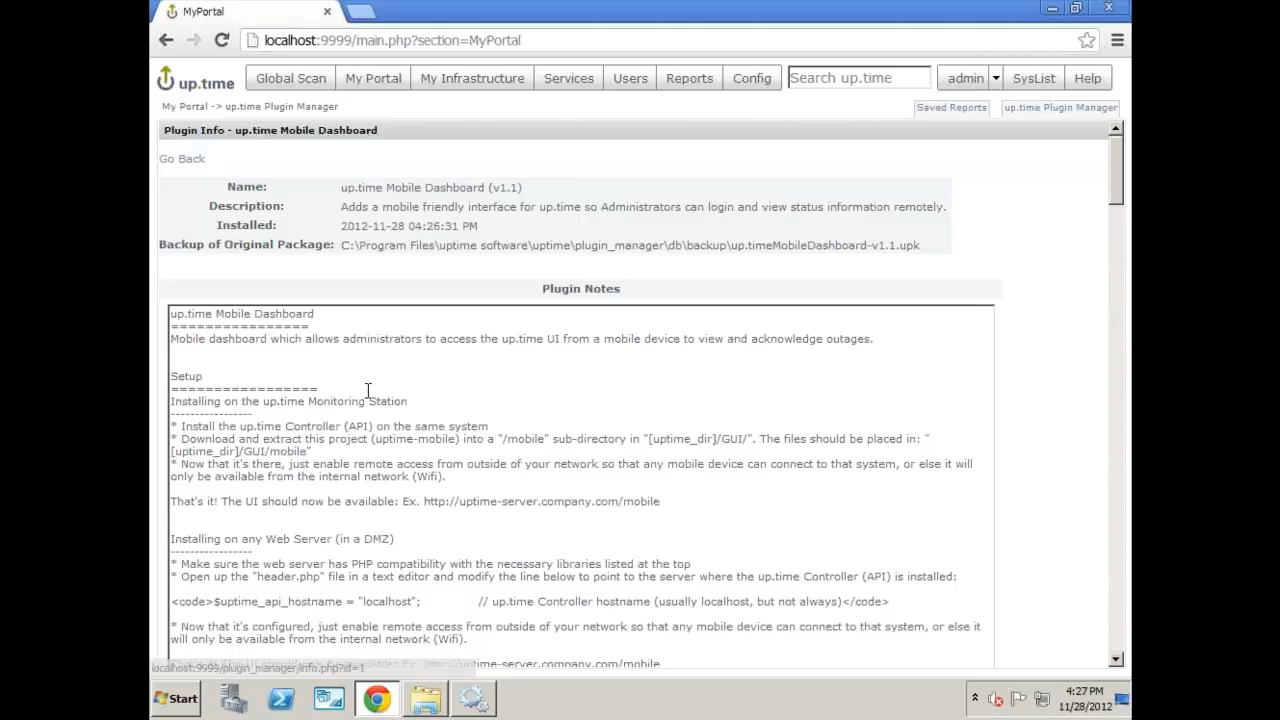 MyPortal
localhost:9999/main.php?section=MyPortal
up.time
Global Scan
My Portal
My Infrastructure
Services
Users
Reports
Config
Search up.time
admin
SysList
Help
My Portal -> up.time Plugin Manager
Saved Reports
up.time Plugin Manager
Plugin Info - up.time Mobile Dashboard
Go Back
Name: up.time Mobile Dashboard (v1.1)
Description: Adds a mobile friendly interface for up.time so Administrators can login and view status information remotely.
Installed: 2012-11-28 04:26:31 PM
Backup of Original Package: C:\Program Files\uptime software\uptime\plugin_manager\db\backup\up.timeMobileDashboard-v1.1.upk
Plugin Notes
up.time Mobile Dashboard
================
Mobile dashboard which allows administrators to access the up.time UI from a mobile device to view and acknowledge outages.
Setup
=================
Installing on the up.time Monitoring Station
-----------------
* Install the up.time Controller (API) on the same system
* Download and extract this project (uptime-mobile) into a "/mobile" sub-directory in "[uptime_dir]/GUI/". The files should be placed in: "
[uptime_dir]/GUI/mobile"
* Now that it's there, just enable remote access from outside of your network so that any mobile device can connect to that system, or else it will
only be available from the internal network (Wifi).
That's it! The UI should now be available: Ex. http://uptime-server.company.com/mobile
Installing on any Web Server (in a DMZ)
-----------------
* Make sure the web server has PHP compatibility with the necessary libraries listed at the top
* Open up the "header.php" file in a text editor and modify the line below to point to the server where the up.time Controller (API) is installed:
<code>$uptime_api_hostname = "localhost"; // up.time Controller hostname (usually localhost, but not always)</code>
* Now that it's configured, just enable remote access from outside of your network so that any mobile device can connect to that system, or else it
will only be available from the internal network (Wifi).
http://uptime-server.company.com/mobile
localhost:9999/plugin_manager/info.php?id=1
Start
4:27 PM
11/28/2012